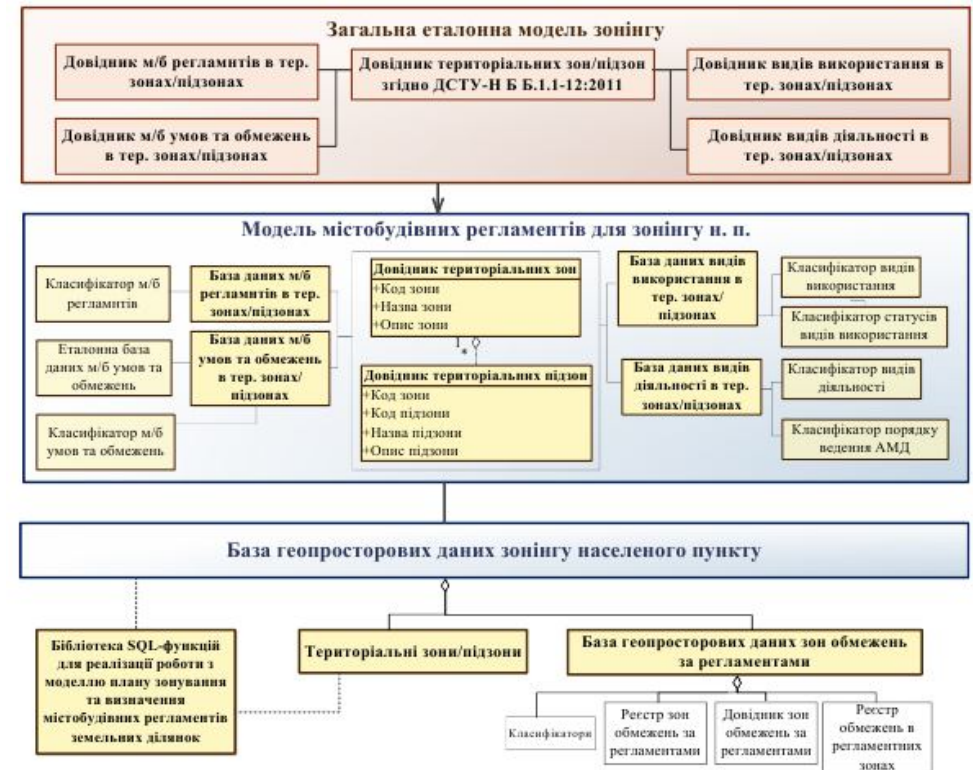 Загальна еталонна модель зонінгу
Довідник м/б регламнтів в тер.
зонах/підзонах
Довідник територіальних зон/підзон
згідно ДСТУ-Н Б Б.1.1-12:2011
Довідник видів використання в
тер. зонах/підзонах
Довідник м/б умов та обмежень
в тер. зонах/підзонах
Довідник видів діяльності в
тер. зонах/підзонах
Модель містобудівних регламентів для зонінгу н. п.
Класифікатор м/б
регламнтів
Еталонна база
даних м/б умов та
обмежень
Класифікатор м/б
умов та обмежень
База даних м/б
регламнтів в тер.
зонах/підзонах
База даних м/б
умов та обмежень
в тер. зонах/
підзонах
Довідник територіальних зон
+Код зони
+Назва зони
+Опис зони
1
*
Довідник територіальних підзон
+Код зони
+Код підзони
+Назва підзони
+Опис підзони
База даних видів
використання в
тер. зонах/
підзонах
База даних видів
діяльності в тер.
зонах/підзонах
Класифікатор видів
використання
Класифікатор статусів
видів використання
Класифікатор видів
діяльності
Класифікатор порядку
ведення АМД
База геопросторових даних зонінгу населеного пункту
Бібліотека SQL-функцій
для реалізації роботи з
моделлю плану зонування
та визначення
містобудівних регламентів
земельних ділянок
Територіальні зони/підзони
База геопросторових даних зон обмежень
за регламентами
Класифікатори
Реєстр зон
обмежень за
регламентами
Довідник зон
обмежень за
регламентами
Реєстр
обмежень в
регламентних
зонах